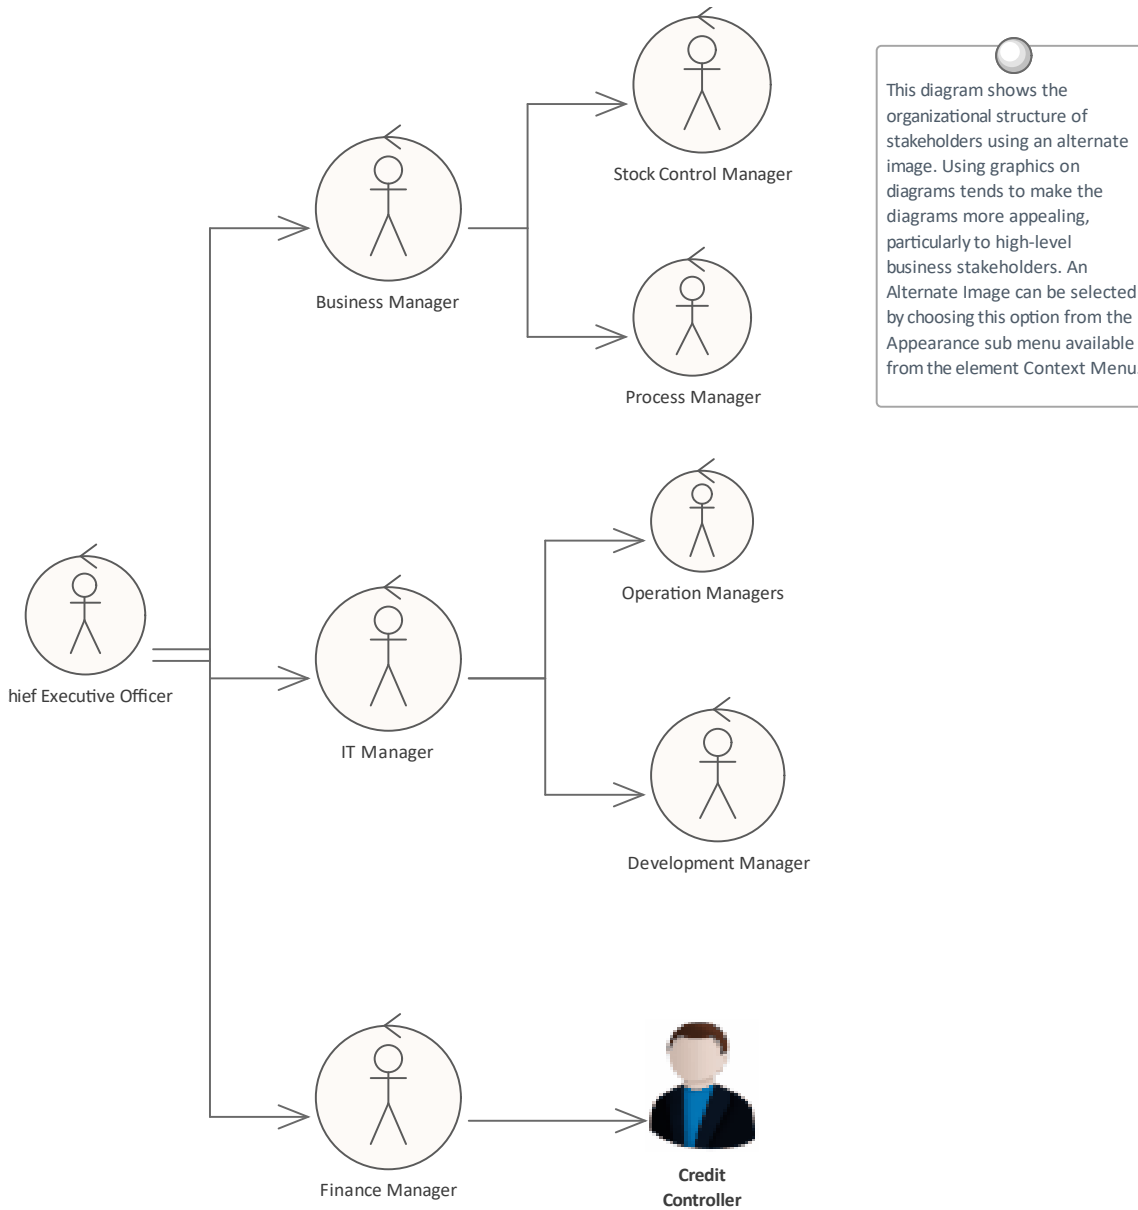 Stock Control Manager
Business Manager
Process Manager
This diagram shows the
organizational structure of
stakeholders using an alternate
image. Using graphics on
diagrams tends to make the
diagrams more appealing,
particularly to high-level
business stakeholders. An
Alternate Image can be selected
by choosing this option from the
Appearance sub menu available
from the element Context Menu.
Operation Managers
hief Executive Officer
IT Manager
Development Manager
Finance Manager
Credit
Controller